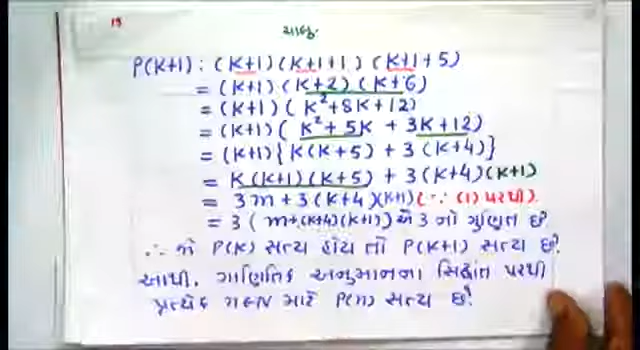 19
ચાલુ.
P(K+1) : (K+1) (K+1+1) (K+1+5)
= (K+1) (K+2) (K+6)
= (K+1) ( K²+8K+12)
= (K+1) ( K²+5K + 3K+12)
= (K+1) { K(K+5) + 3 (K+4)}
= K(K+1) (K+5) + 3(K+4)(K+1)
= 3m + 3(K+4)(K+1) (∵ (1) પરથી)
= 3 ( m+(K+4)(K+1)) એ 3 નો ગુણિત છે.
∴ જો P(K) સત્ય હોય તો P(K+1) સત્ય છે.
આથી, ગાણિતિક અનુમાનના સિદ્ધાંત પરથી
પ્રત્યેક n∈N માટે P(n) સત્ય છે.